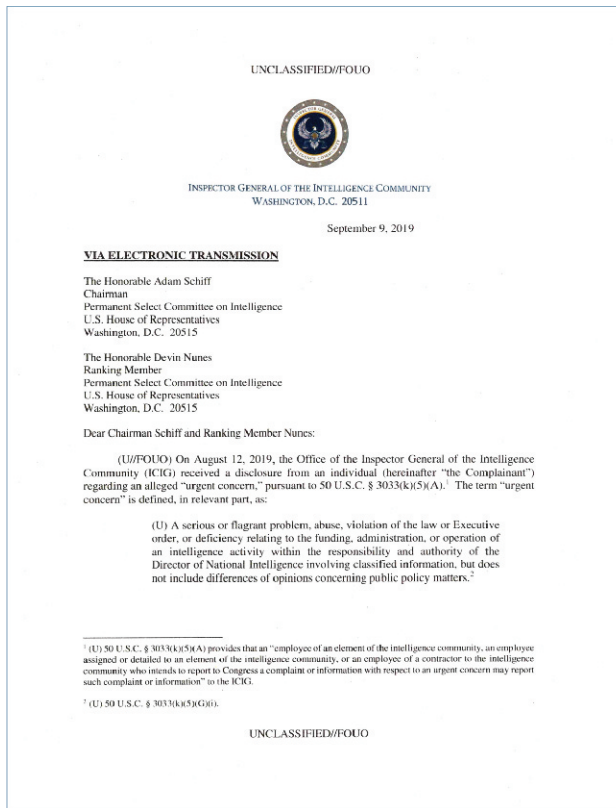 UNCLASSIFIED//FOUO
INSPECTOR GENERAL OF THE INTELLIGENCE COMMUNITY
WASHINGTON, D.C. 20511
September 9, 2019
VIA ELECTRONIC TRANSMISSION
The Honorable Adam Schiff
Chairman
Permanent Select Committee on Intelligence
U.S. House of Representatives
Washington, D.C. 20515
The Honorable Devin Nunes
Ranking Member
Permanent Select Committee on Intelligence
U.S. House of Representatives
Washington, D.C. 20515
Dear Chairman Schiff and Ranking Member Nunes:
(U//FOUO) On August 12, 2019, the Office of the Inspector General of the Intelligence
Community (ICIG) received a disclosure from an individual (hereinafter “the Complainant”)
regarding an alleged “urgent concern,” pursuant to 50 U.S.C. § 3033(k)(5)(A).¹ The term “urgent
concern” is defined, in relevant part, as:
(U) A serious or flagrant problem, abuse, violation of the law or Executive
order, or deficiency relating to the funding, administration, or operation of
an intelligence activity within the responsibility and authority of the
Director of National Intelligence involving classified information, but does
not include differences of opinions concerning public policy matters.²
¹ (U) 50 U.S.C. § 3033(k)(5)(A) provides that an “employee of an element of the intelligence community, an employee
assigned or detailed to an element of the intelligence community, or an employee of a contractor to the intelligence
community who intends to report to Congress a complaint or information with respect to an urgent concern may report
such complaint or information” to the ICIG.
² (U) 50 U.S.C. § 3033(k)(5)(G)(i).
UNCLASSIFIED//FOUO